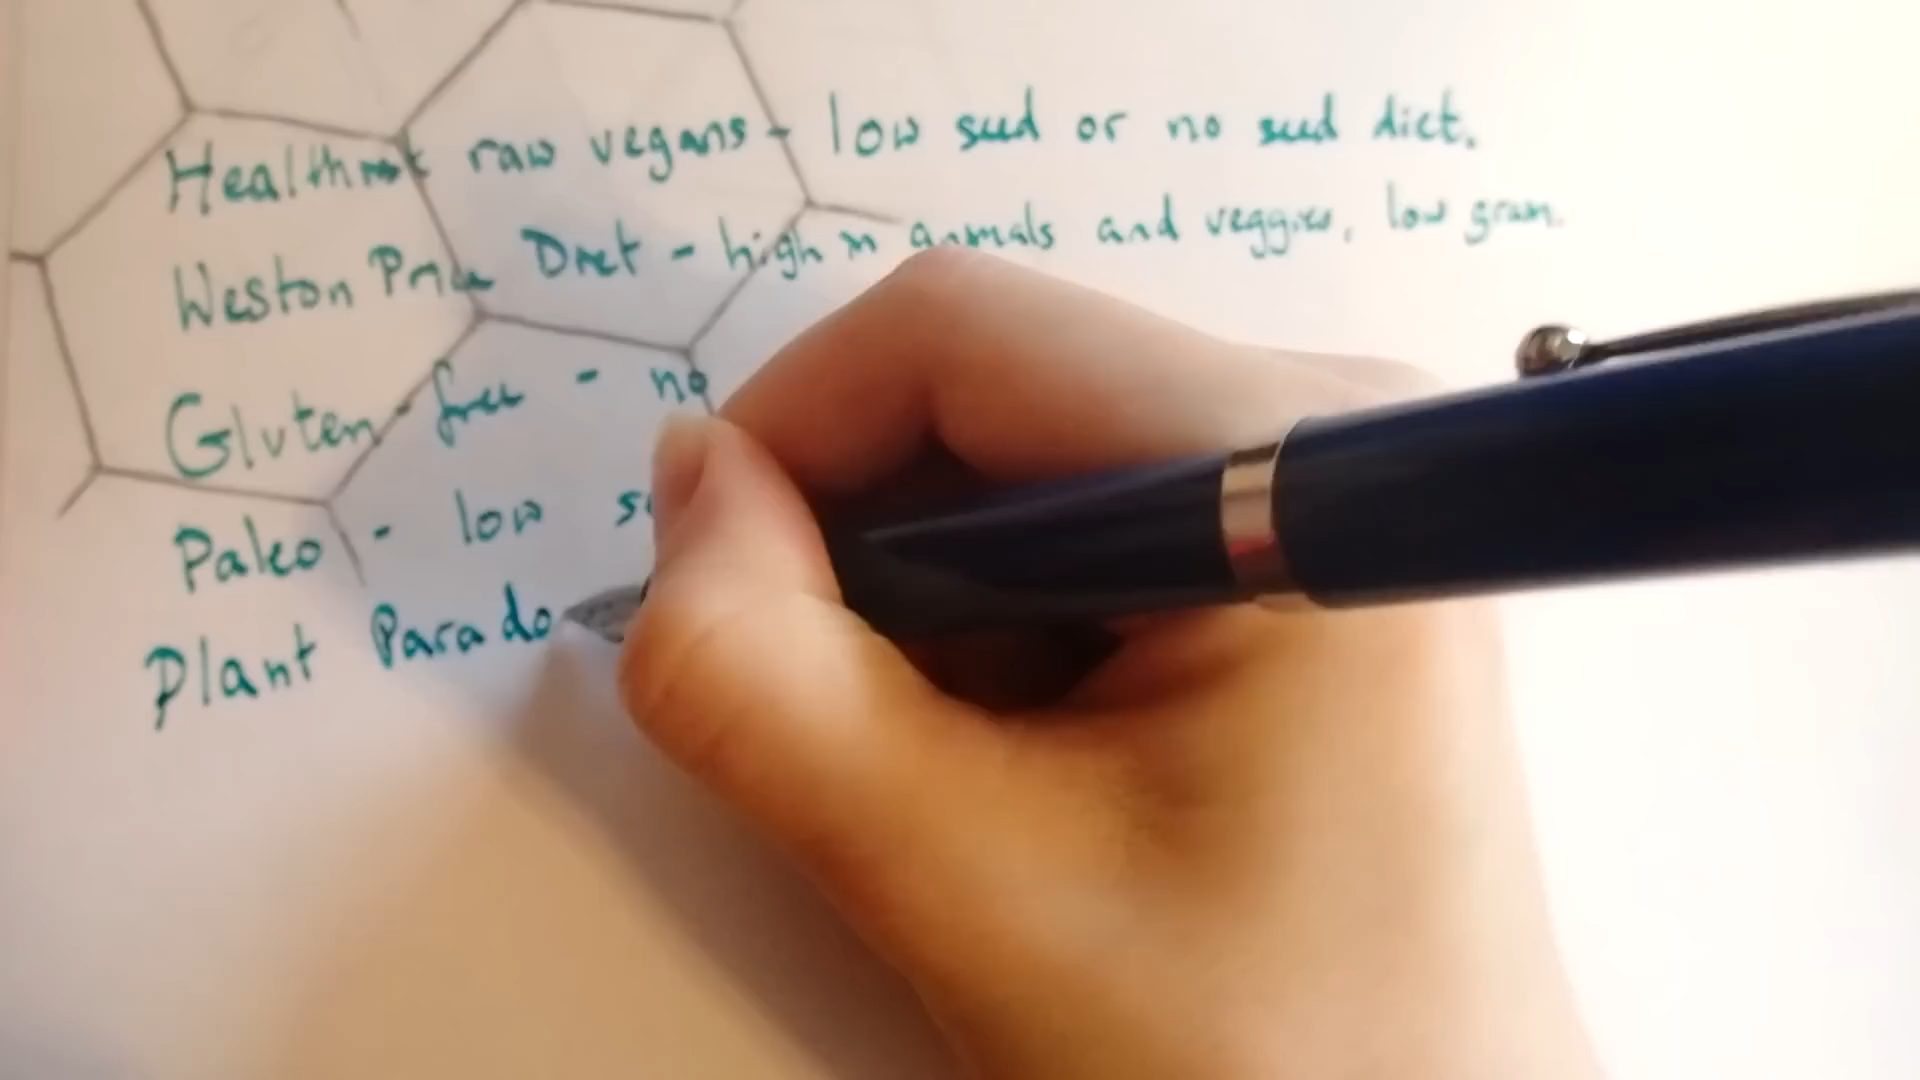 Healthiest raw vegans - low seed or no seed diet.
Weston Price Diet - high in animals and veggies, low grain.
Gluten-free - no
Paleo - low s
Plant Parado